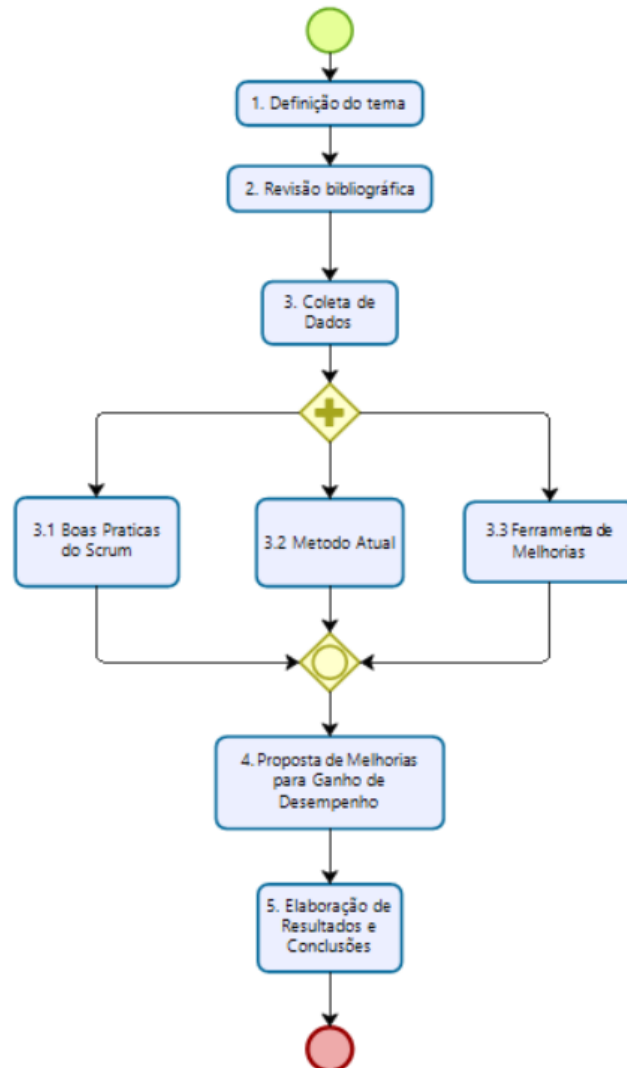 1. Definição do tema
2. Revisão bibliográfica
3. Coleta de
Dados
3.1 Boas Praticas
do Scrum
3.2 Metodo Atual
3.3 Ferramenta de
Melhorias
4. Proposta de Melhorias
para Ganho de
Desempenho
5. Elaboração de
Resultados e
Conclusões